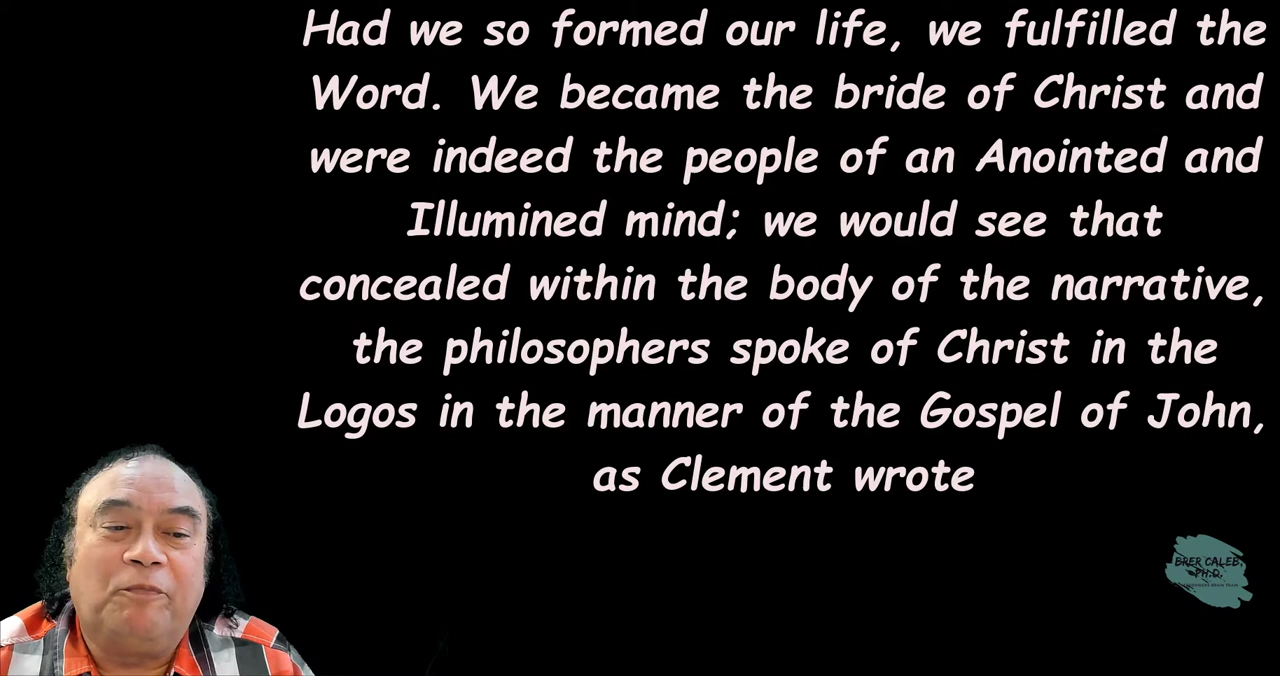 Had we so formed our life, we fulfilled the
Word. We became the bride of Christ and
were indeed the people of an Anointed and
Illumined mind; we would see that
concealed within the body of the narrative,
the philosophers spoke of Christ in the
Logos in the manner of the Gospel of John,
as Clement wrote
BRER CALEB,
PH.D.